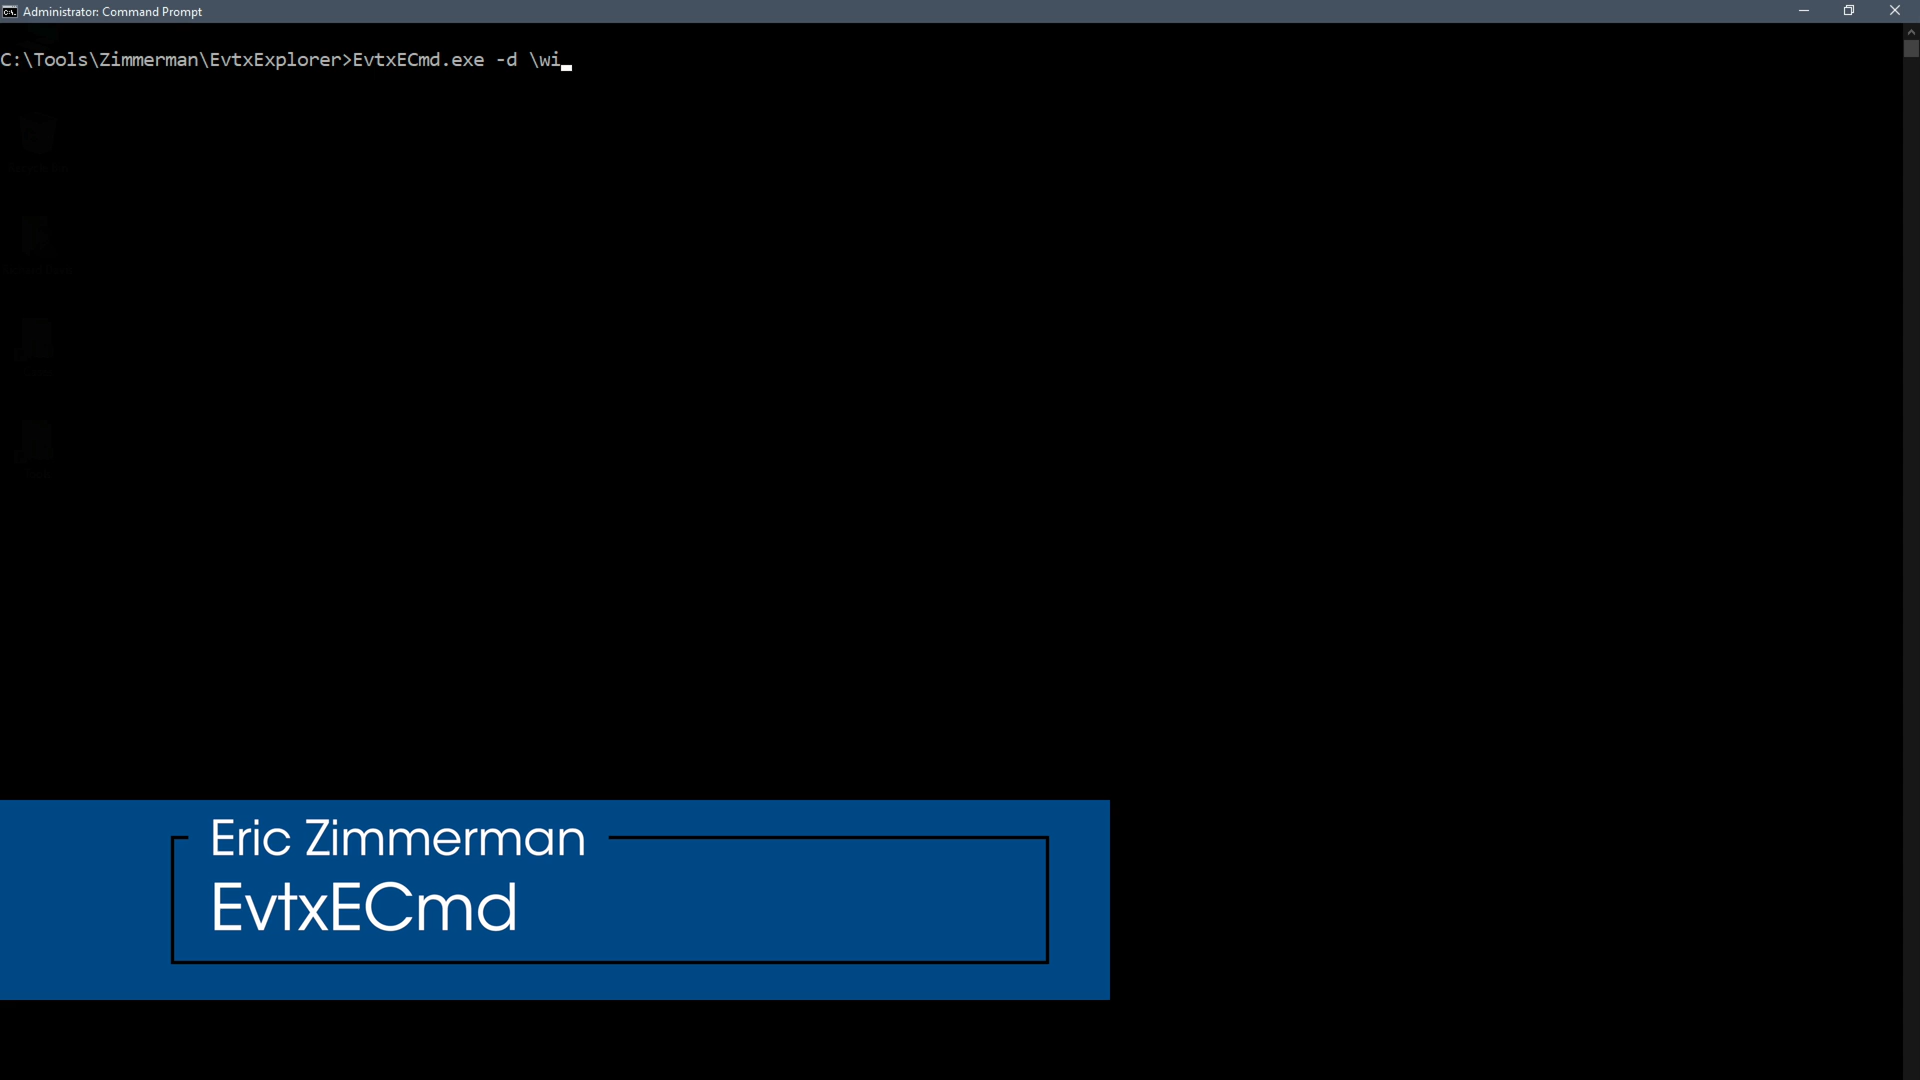 Administrator: Command Prompt
C:\Tools\Zimmerman\EvtxExplorer>EvtxECmd.exe -d \wi
Eric Zimmerman
EvtxECmd